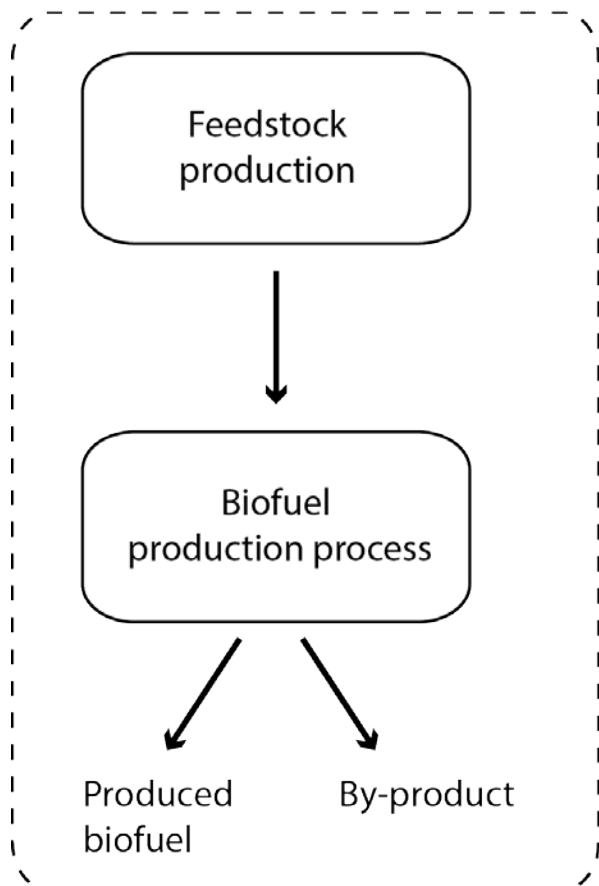 Feedstock
production
Biofuel
production process
Produced
biofuel
By-product